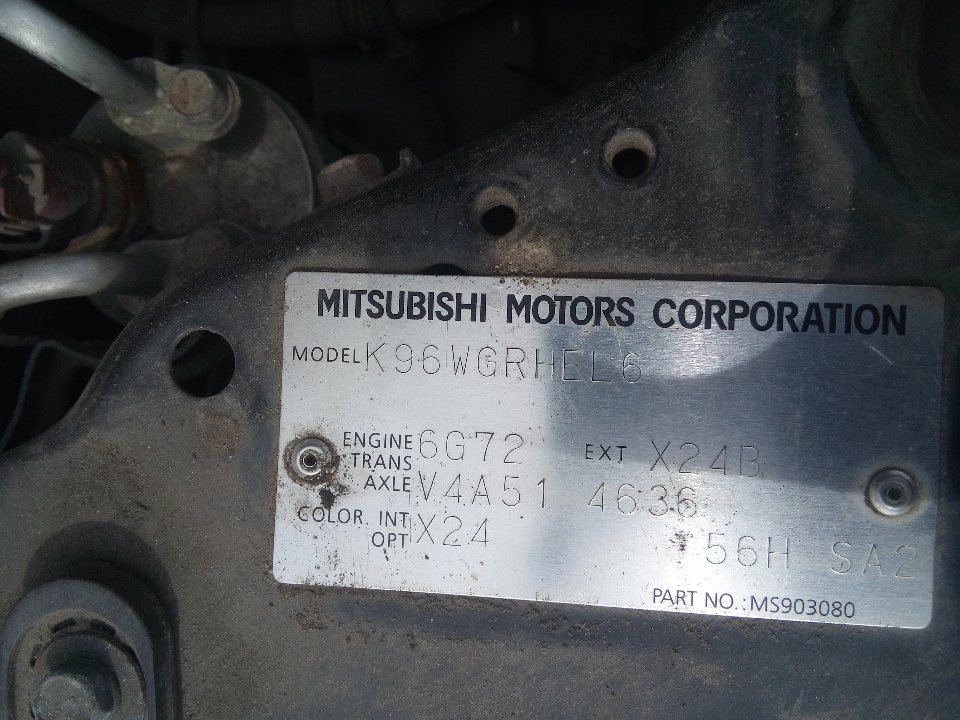 MITSUBISHI MOTORS CORPORATION
MODEL K96WGRHEL6
ENGINE 6G72 EXT X24B
TRANS
AXLE V4A51 4636
COLOR INT X24
OPT Y56H SA2
PART NO.:MS903080